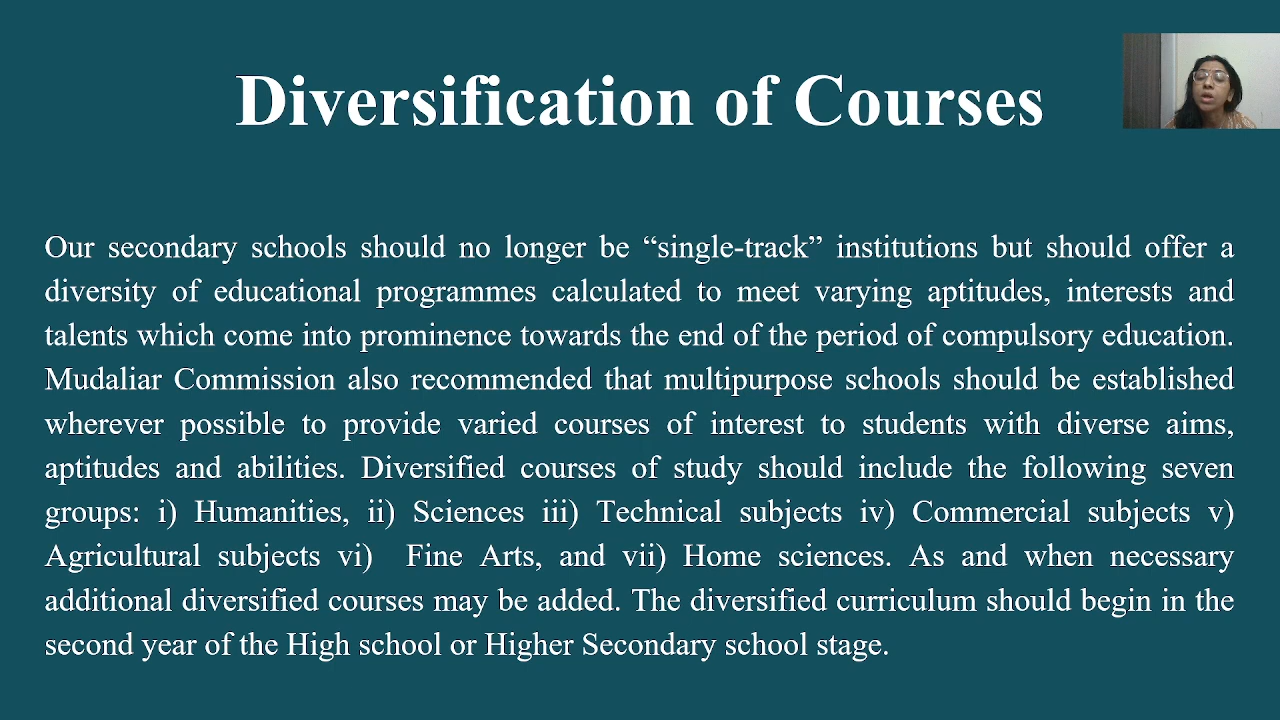 Diversification of Courses
Our secondary schools should no longer be “single-track” institutions but should offer a
diversity of educational programmes calculated to meet varying aptitudes, interests and
talents which come into prominence towards the end of the period of compulsory education.
Mudaliar Commission also recommended that multipurpose schools should be established
wherever possible to provide varied courses of interest to students with diverse aims,
aptitudes and abilities. Diversified courses of study should include the following seven
groups: i) Humanities, ii) Sciences iii) Technical subjects iv) Commercial subjects v)
Agricultural subjects vi) Fine Arts, and vii) Home sciences. As and when necessary
additional diversified courses may be added. The diversified curriculum should begin in the
second year of the High school or Higher Secondary school stage.